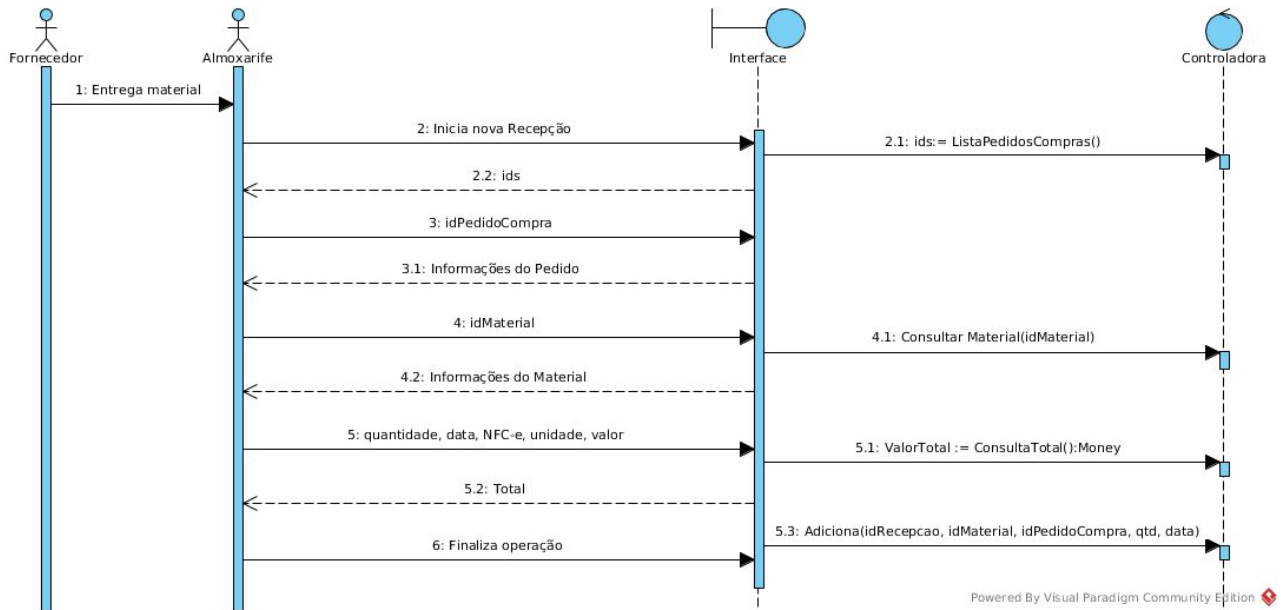 Fornecedor
Almoxarife
Interface
Controladora
1: Entrega material
2: Inicia nova Recepção
2.1: ids:= ListaPedidosCompras()
2.2: ids
3: idPedidoCompra
3.1: Informações do Pedido
4: idMaterial
4.1: Consultar Material(idMaterial)
4.2: Informações do Material
5: quantidade, data, NFC-e, unidade, valor
5.1: ValorTotal := ConsultaTotal():Money
5.2: Total
5.3: Adiciona(idRecepcao, idMaterial, idPedidoCompra, qtd, data)
6: Finaliza operação
Powered By Visual Paradigm Community Edition